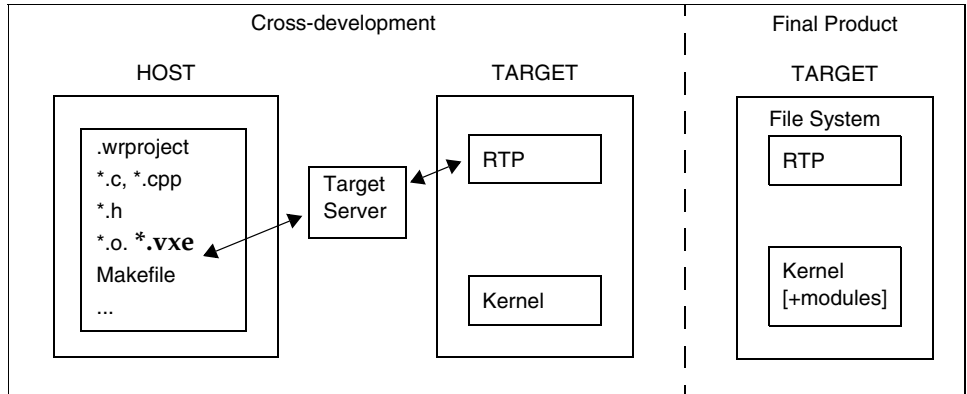 Cross-development
Final Product
HOST
TARGET
TARGET
.wrproject
*.c, *.cpp
*.h
*.o. *.vxe
Makefile
...
Target
Server
RTP
Kernel
File System
RTP
Kernel
[+modules]